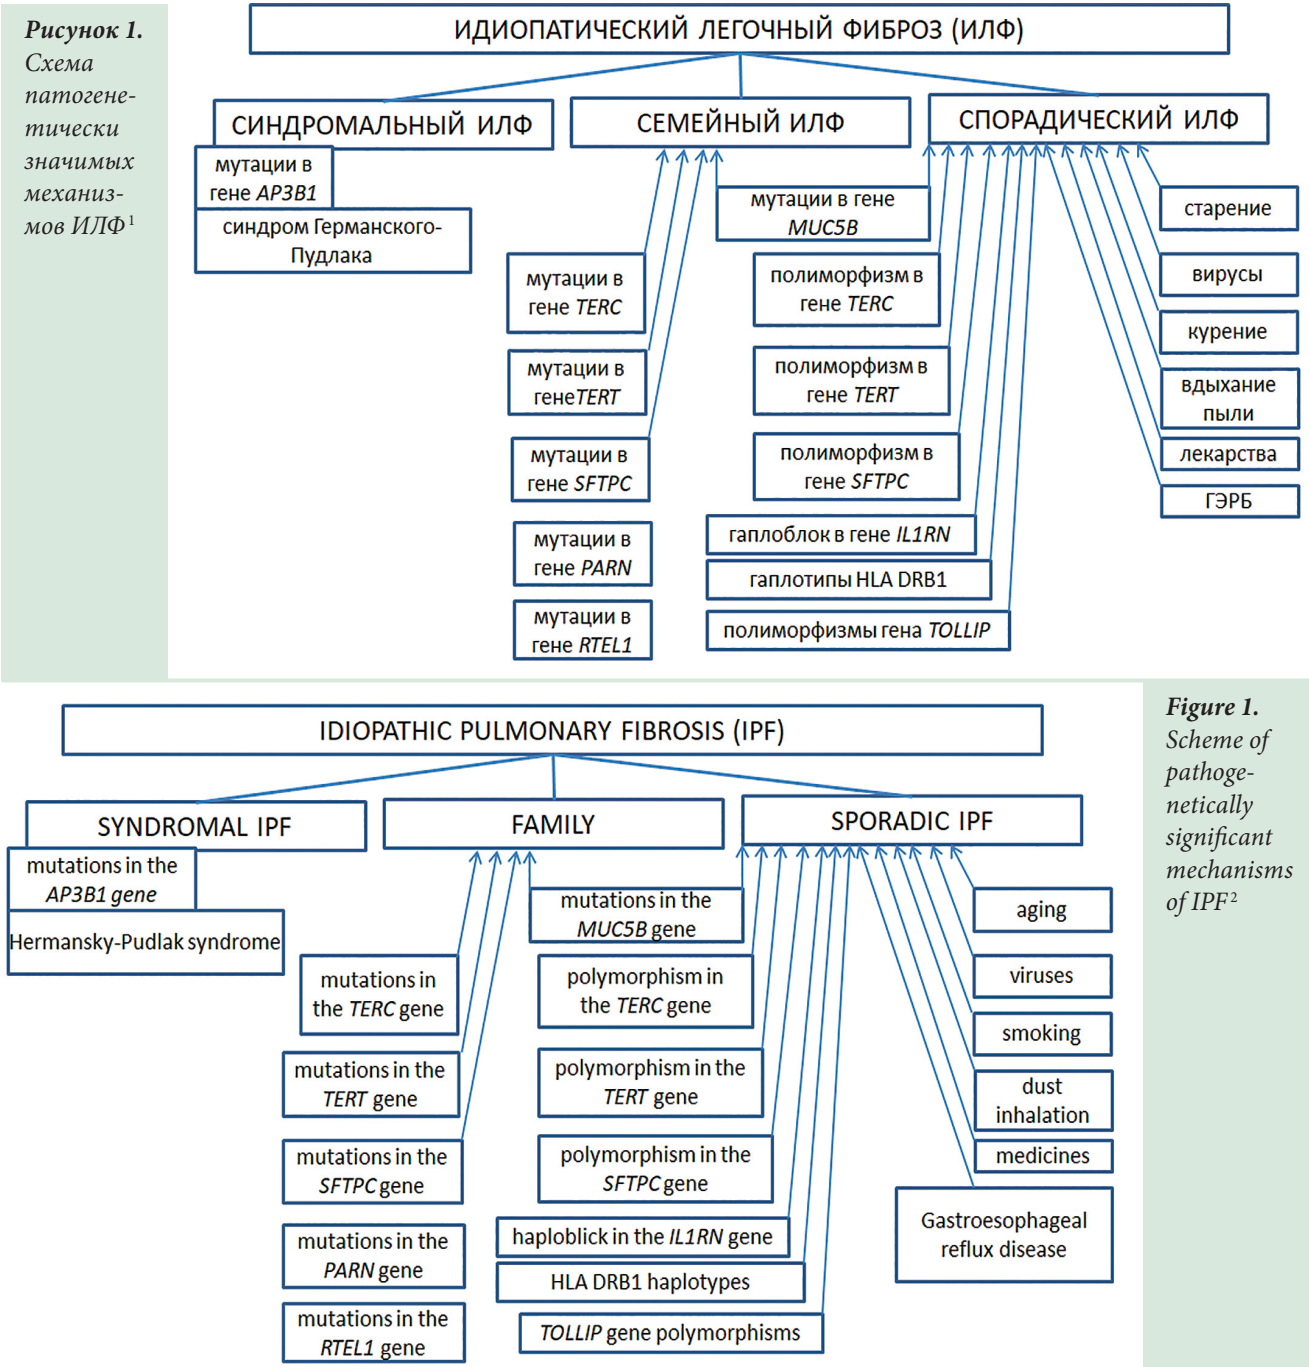 Рисунок 1.
Схема
патогене-
тически
значимых
механиз-
мов ИЛФ1
ИДИОПАТИЧЕСКИЙ ЛЕГОЧНЫЙ ФИБРОЗ (ИЛФ)
СИНДРОМАЛЬНЫЙ ИЛФ
СЕМЕЙНЫЙ ИЛФ
СПОРАДИЧЕСКИЙ ИЛФ
мутации в
гене AP3B1
синдром Германского-
Пудлака
мутации в гене
MUC5B
мутации в
гене TERC
мутации в
генеTERT
мутации в
гене SFTPC
мутации в
гене PARN
мутации в
гене RTEL1
полиморфизм в
гене TERC
полиморфизм в
гене TERT
полиморфизм в
гене SFTPC
гаплоблок в гене IL1RN
гаплотипы HLA DRB1
полиморфизмы гена TOLLIP
старение
вирусы
курение
вдыхание
пыли
лекарства
ГЭРБ
Figure 1.
Scheme of
pathoge-
netically
significant
mechanisms
of IPF2
IDIOPATHIC PULMONARY FIBROSIS (IPF)
SYNDROMAL IPF
FAMILY
SPORADIC IPF
mutations in the
AP3B1 gene
Hermansky-Pudlak syndrome
mutations in the
MUC5B gene
mutations in
the TERC gene
mutations in the
TERT gene
mutations in the
SFTPC gene
mutations in the
PARN gene
mutations in the
RTEL1 gene
polymorphism in
the TERC gene
polymorphism in the
TERT gene
polymorphism in the
SFTPC gene
haploblick in the IL1RN gene
HLA DRB1 haplotypes
TOLLIP gene polymorphisms
aging
viruses
smoking
dust
inhalation
medicines
Gastroesophageal
reflux disease